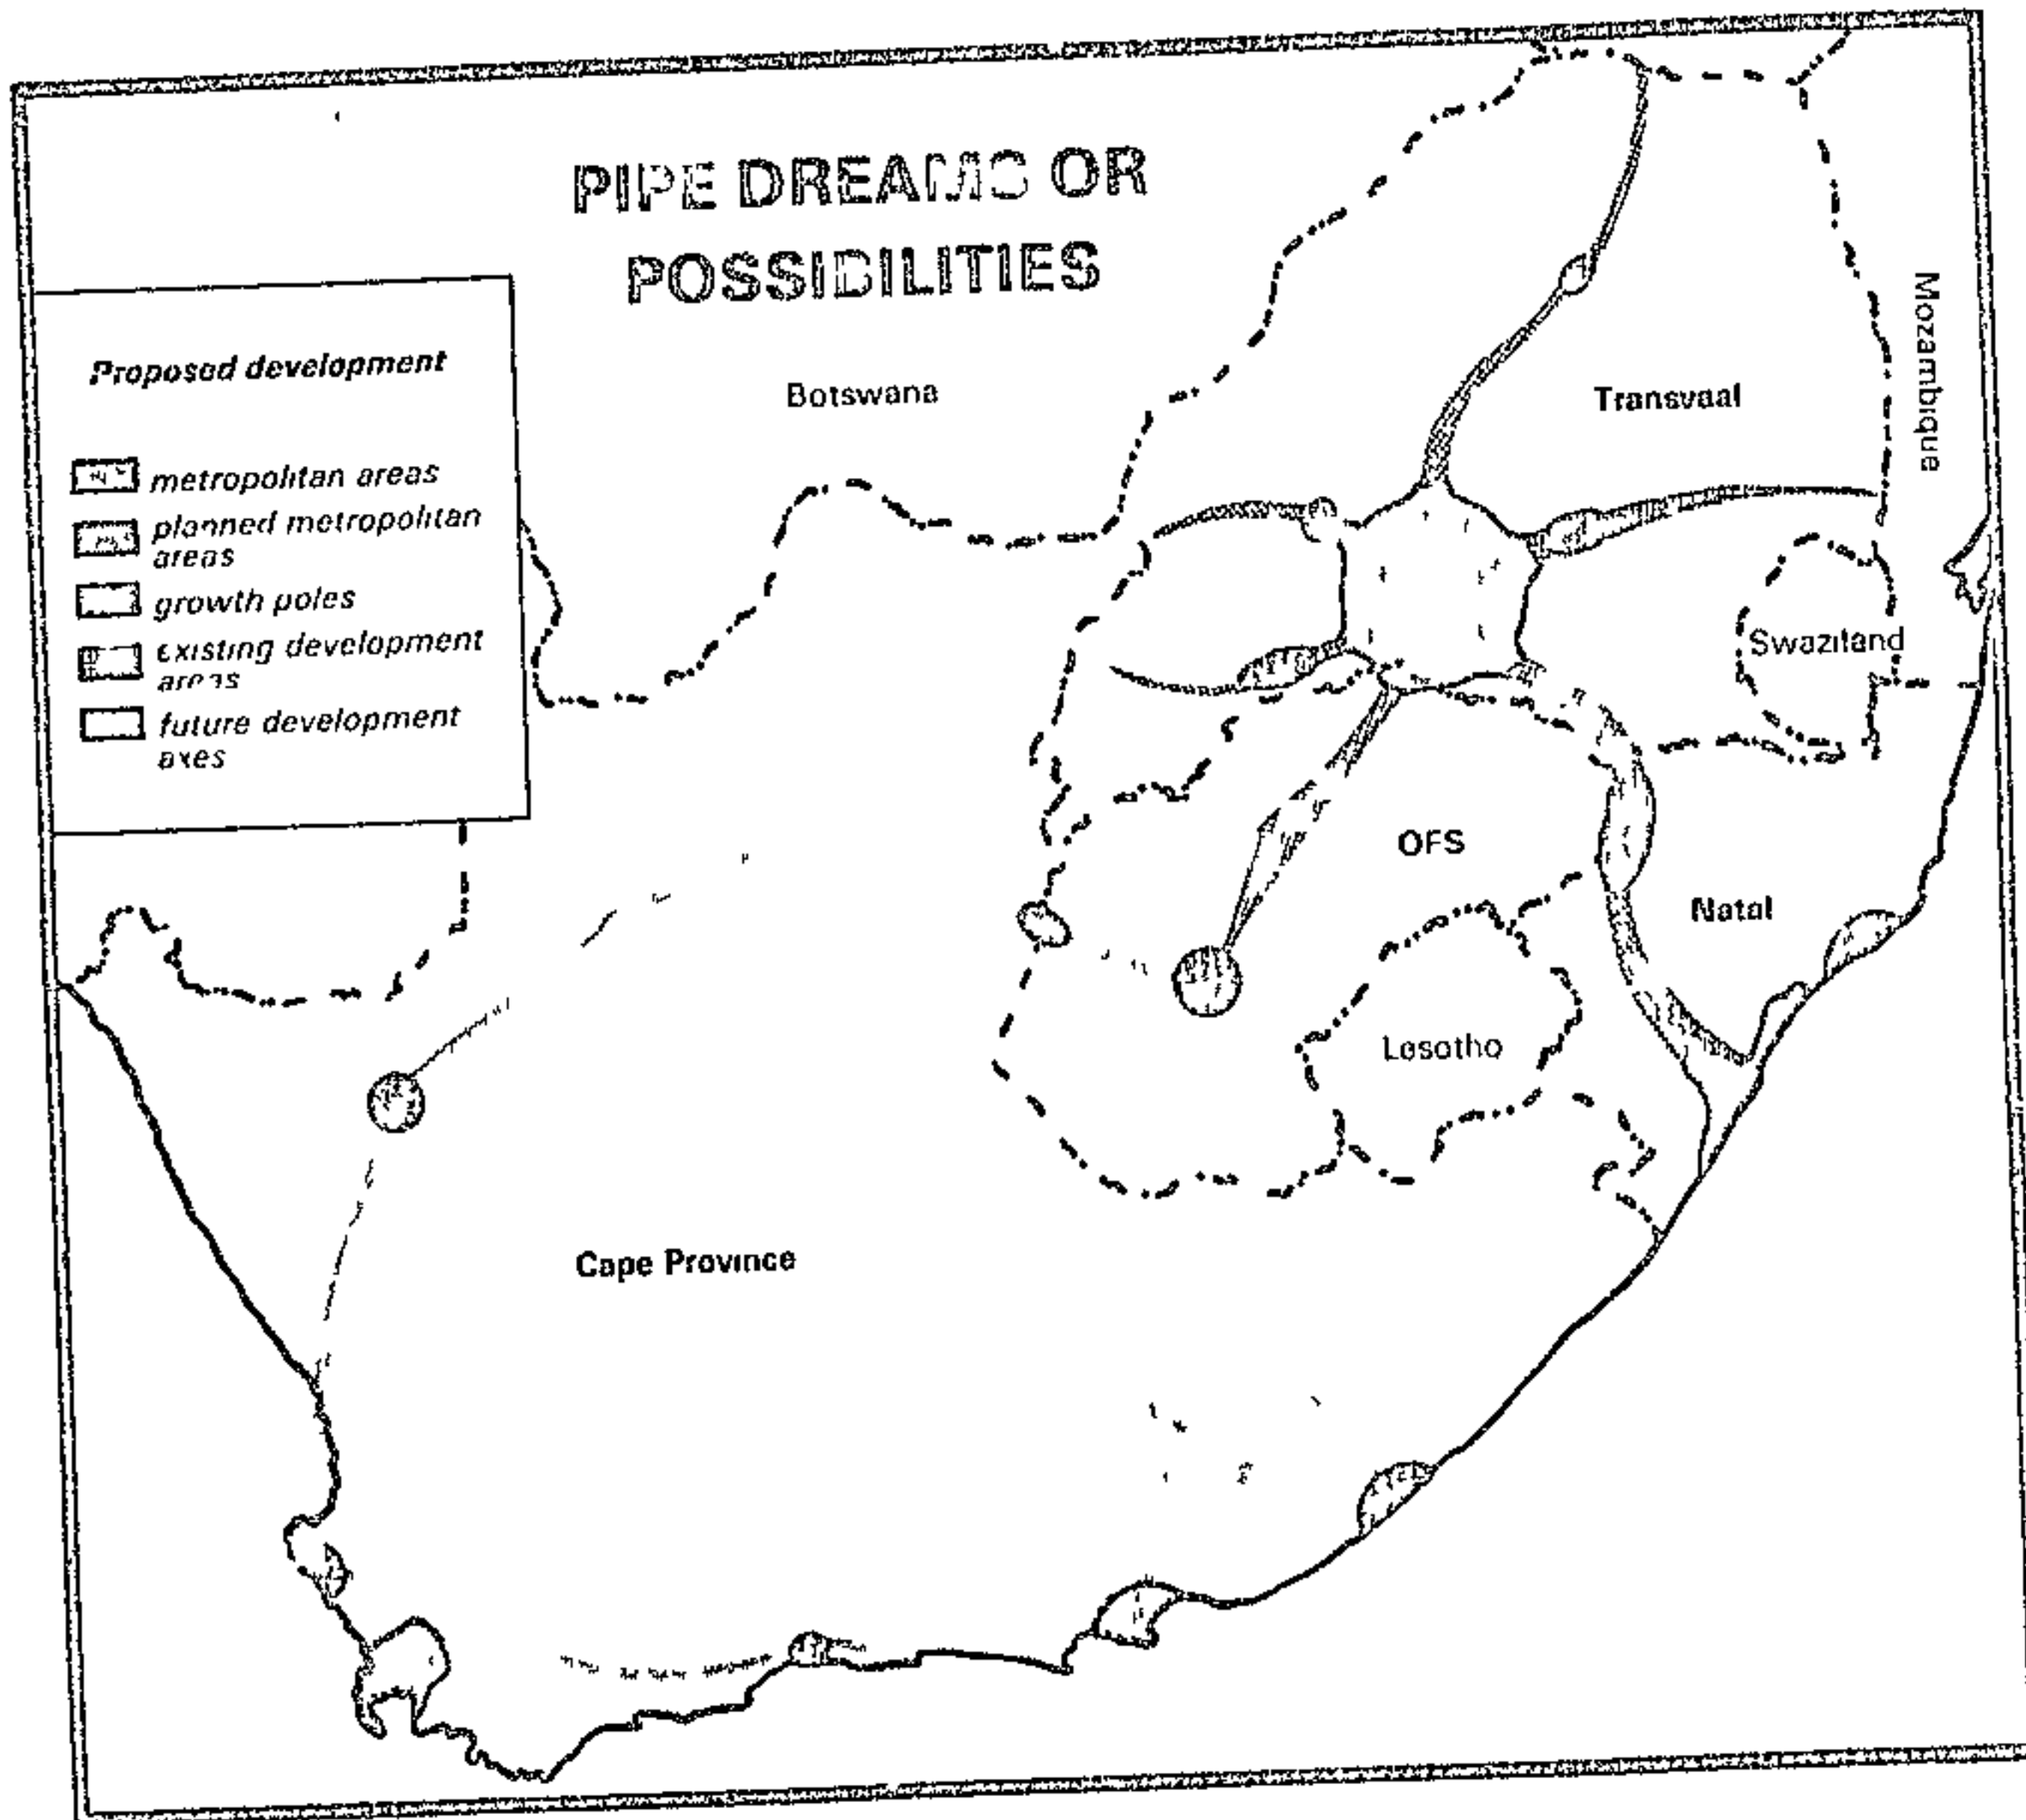 PIPE DREAMS OR
POSSIBILITIES
Proposed development
metropolitan areas
planned metropolitan
areas
growth poles
existing development
areas
future development
axes
Botswana
Transvaal
Mozambique
Swaziland
OFS
Natal
Lesotho
Cape Province